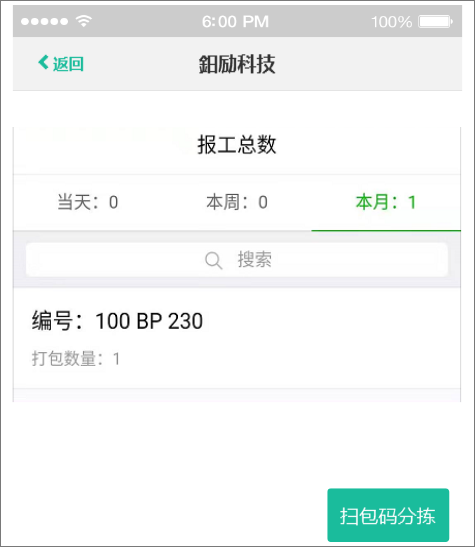 6:00 PM 100%
返回 鉬励科技
报工总数
当天：0 本周：0 本月：1
搜索
编号：100 BP 230
打包数量：1
扫包码分拣